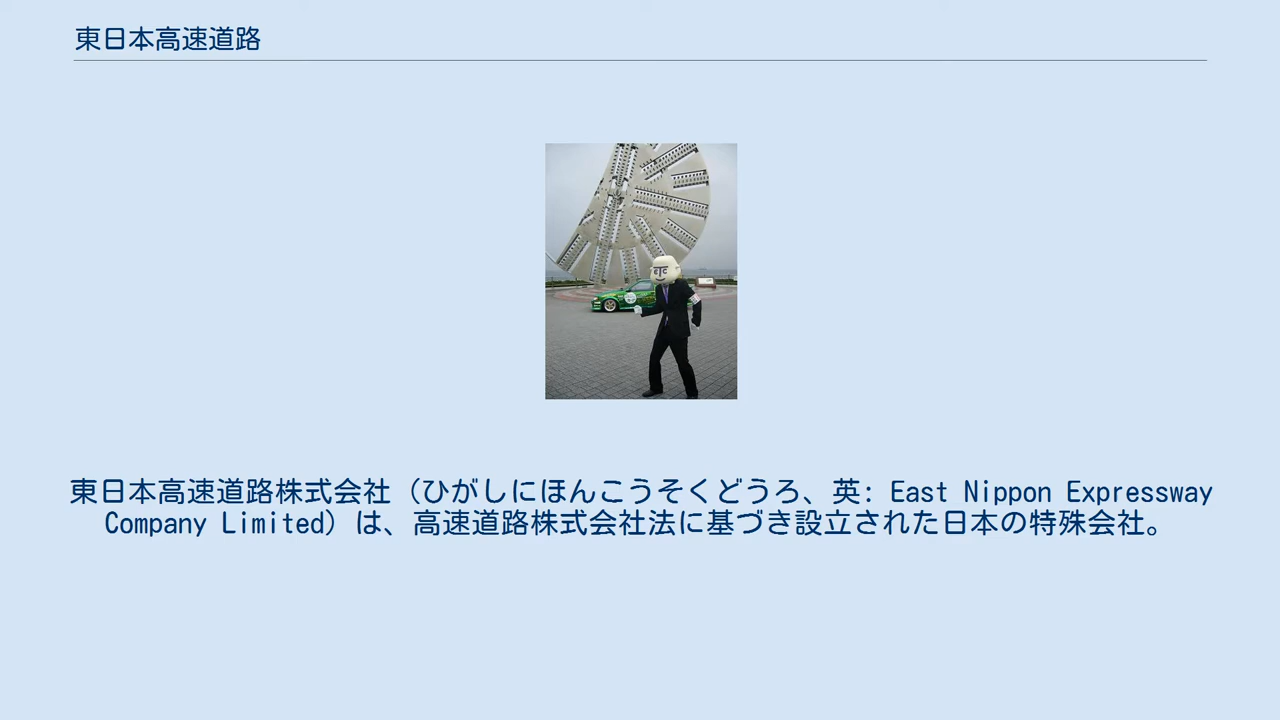 東日本高速道路
東日本高速道路株式会社（ひがしにほんこうそくどうろ、英: East Nippon Expressway
Company Limited）は、高速道路株式会社法に基づき設立された日本の特殊会社。